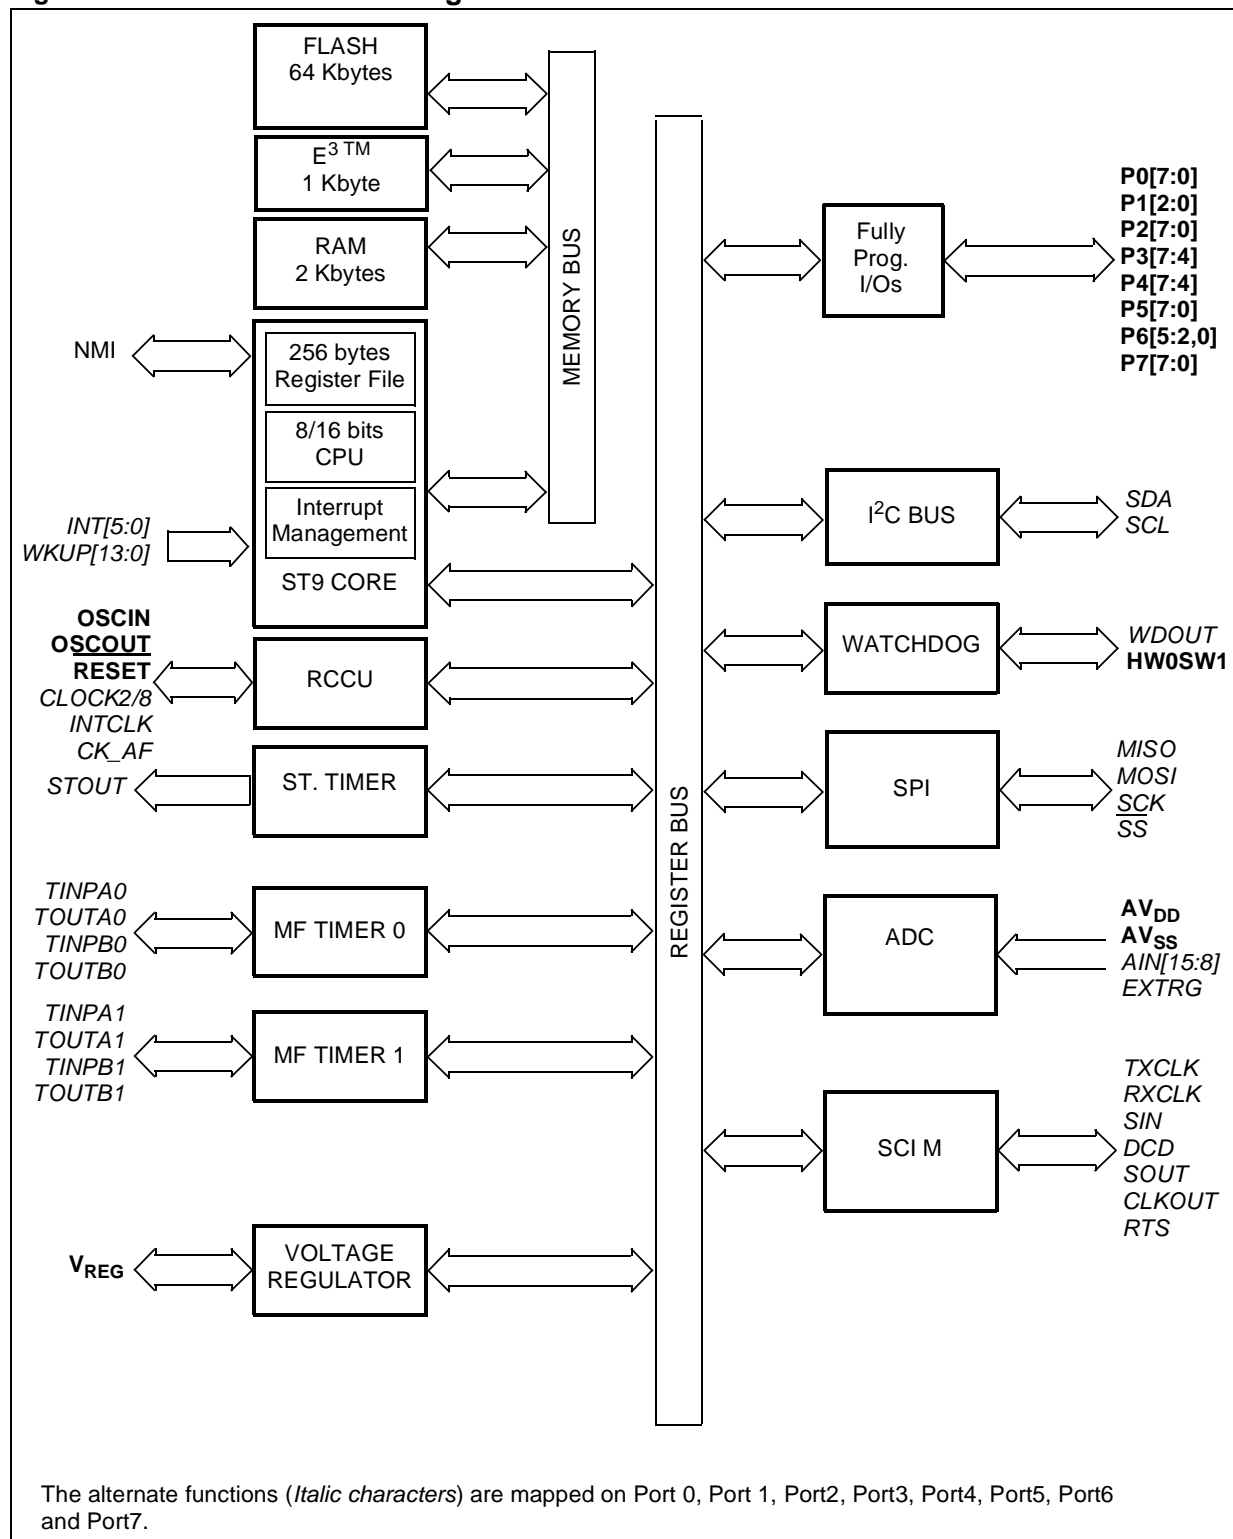 FLASH
64 Kbytes
E3 TM
1 Kbyte
RAM
2 Kbytes
NMI
256 bytes
Register File
8/16 bits
CPU
Interrupt
Management
ST9 CORE
INT[5:0]
WKUP[13:0]
OSCIN
OSCOUT
RESET
CLOCK2/8
INTCLK
CK_AF
RCCU
STOUT
ST. TIMER
TINPA0
TOUTA0
TINPB0
TOUTB0
MF TIMER 0
TINPA1
TOUTA1
TINPB1
TOUTB1
MF TIMER 1
VREG
VOLTAGE
REGULATOR
MEMORY BUS
REGISTER BUS
Fully
Prog.
I/Os
P0[7:0]
P1[2:0]
P2[7:0]
P3[7:4]
P4[7:4]
P5[7:0]
P6[5:2,0]
P7[7:0]
I2C BUS
SDA
SCL
WATCHDOG
WDOUT
HW0SW1
SPI
MISO
MOSI
SCK
SS
ADC
AVDD
AVSS
AIN[15:8]
EXTRG
SCI M
TXCLK
RXCLK
SIN
DCD
SOUT
CLKOUT
RTS
The alternate functions (Italic characters) are mapped on Port 0, Port 1, Port2, Port3, Port4, Port5, Port6
and Port7.